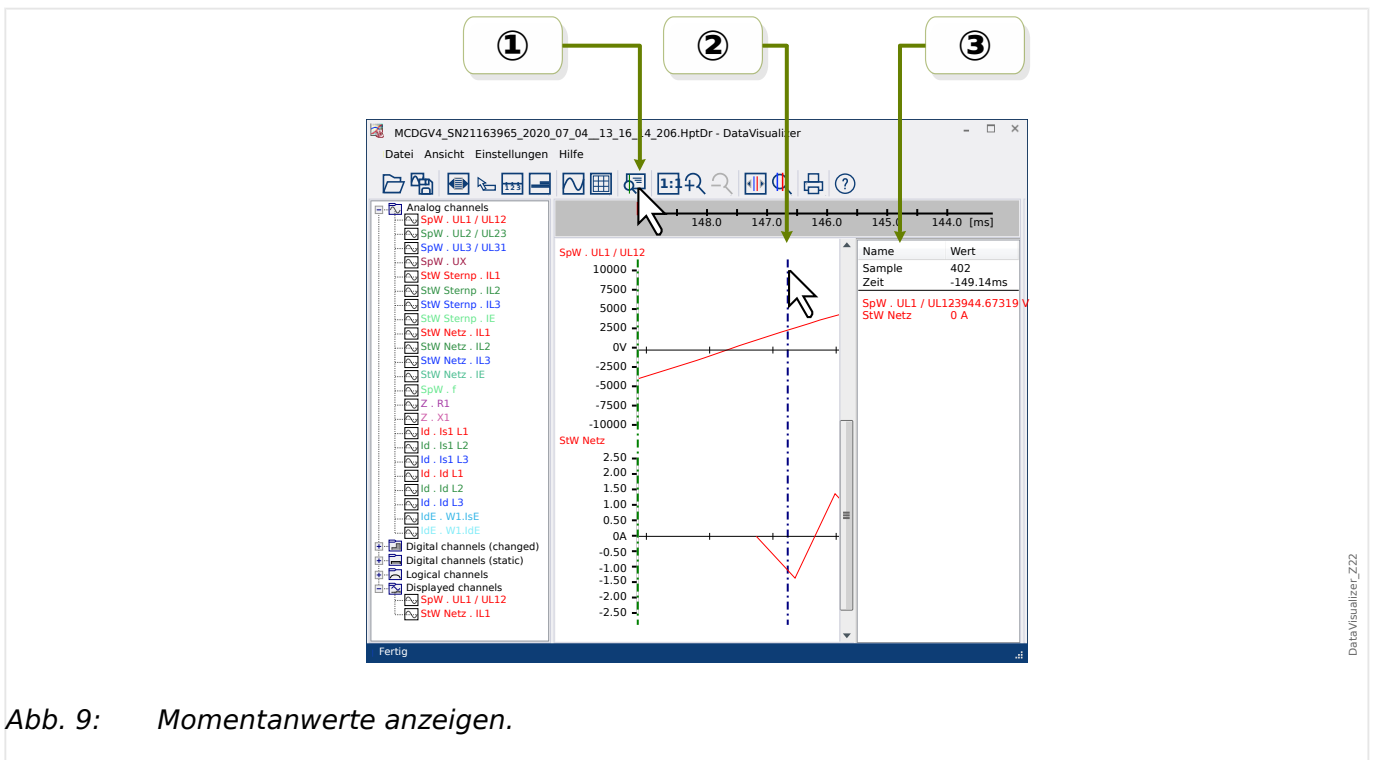 ① ② ③
MCDGV4_SN21163965_2020_07_04__13_16_14_206.HptDr - DataVisualizer
Datei Ansicht Einstellungen Hilfe
123 1:1 ?
148.0 147.0 146.0 145.0 144.0 [ms]
Analog channels
SpW . UL1 / UL12
SpW . UL2 / UL23
SpW . UL3 / UL31
SpW . UX
StW Sternp . IL1
StW Sternp . IL2
StW Sternp . IL3
StW Sternp . IE
StW Netz . IL1
StW Netz . IL2
StW Netz . IL3
StW Netz . IE
SpW . f
Z . R1
Z . X1
Id . Is1 L1
Id . Is1 L2
Id . Is1 L3
Id . Id L1
Id . Id L2
Id . Id L3
IdE . W1.IsE
IdE . W1.IdE
Digital channels (changed)
Digital channels (static)
Logical channels
Displayed channels
SpW . UL1 / UL12
StW Netz . IL1
SpW . UL1 / UL12
10000
7500
5000
2500
0V
-2500
-5000
-7500
-10000
StW Netz
2.50
2.00
1.50
1.00
0.50
0A
-0.50
-1.00
-1.50
-2.00
-2.50
Name Wert
Sample 402
Zeit -149.14ms
SpW . UL1 / UL12 -3944.67319 V
StW Netz 0 A
Fertig
DataVisualizer_Z22
Abb. 9: Momentanwerte anzeigen.